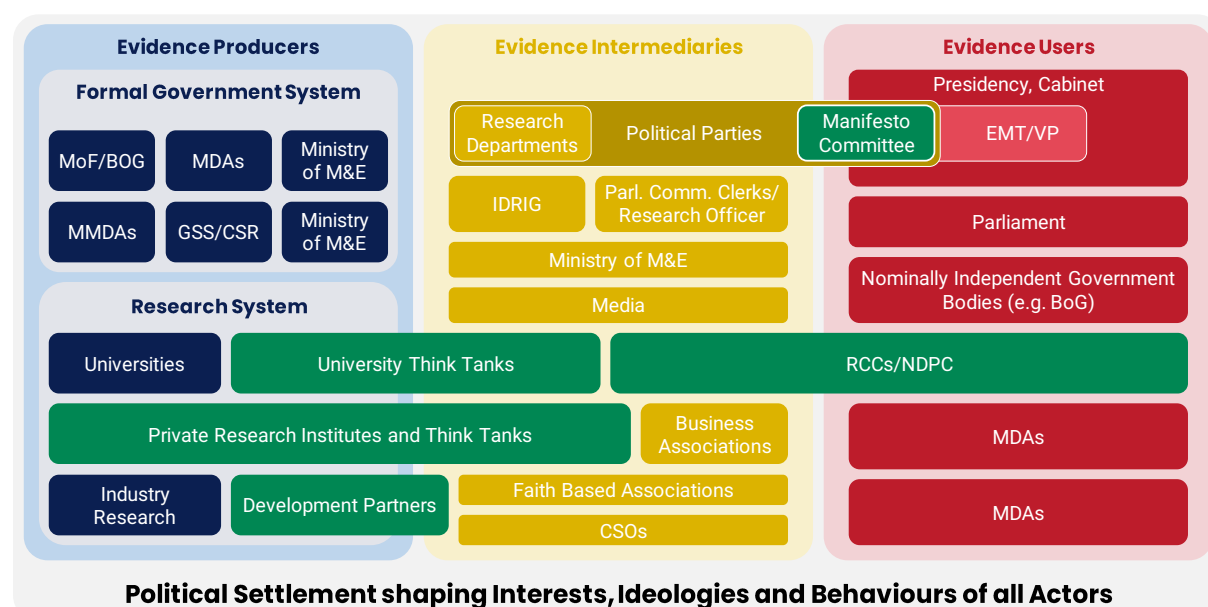 Evidence Producers
Formal Government System
MoF/BOG
MDAs
Ministry
of M&E
MMDAs
GSS/CSR
Ministry
of M&E
Research System
Universities
University Think Tanks
Private Research Institutes and Think Tanks
Industry
Research
Development Partners
Evidence Intermediaries
Research
Departments
Political Parties
Manifesto
Committee
IDRIG
Parl. Comm. Clerks/
Research Officer
Ministry of M&E
Media
Business
Associations
Faith Based Associations
CSOs
Evidence Users
Presidency, Cabinet
EMT/VP
Parliament
Nominally Independent Government
Bodies (e.g. BoG)
RCCs/NDPC
MDAs
MDAs
Political Settlement shaping Interests, Ideologies and Behaviours of all Actors